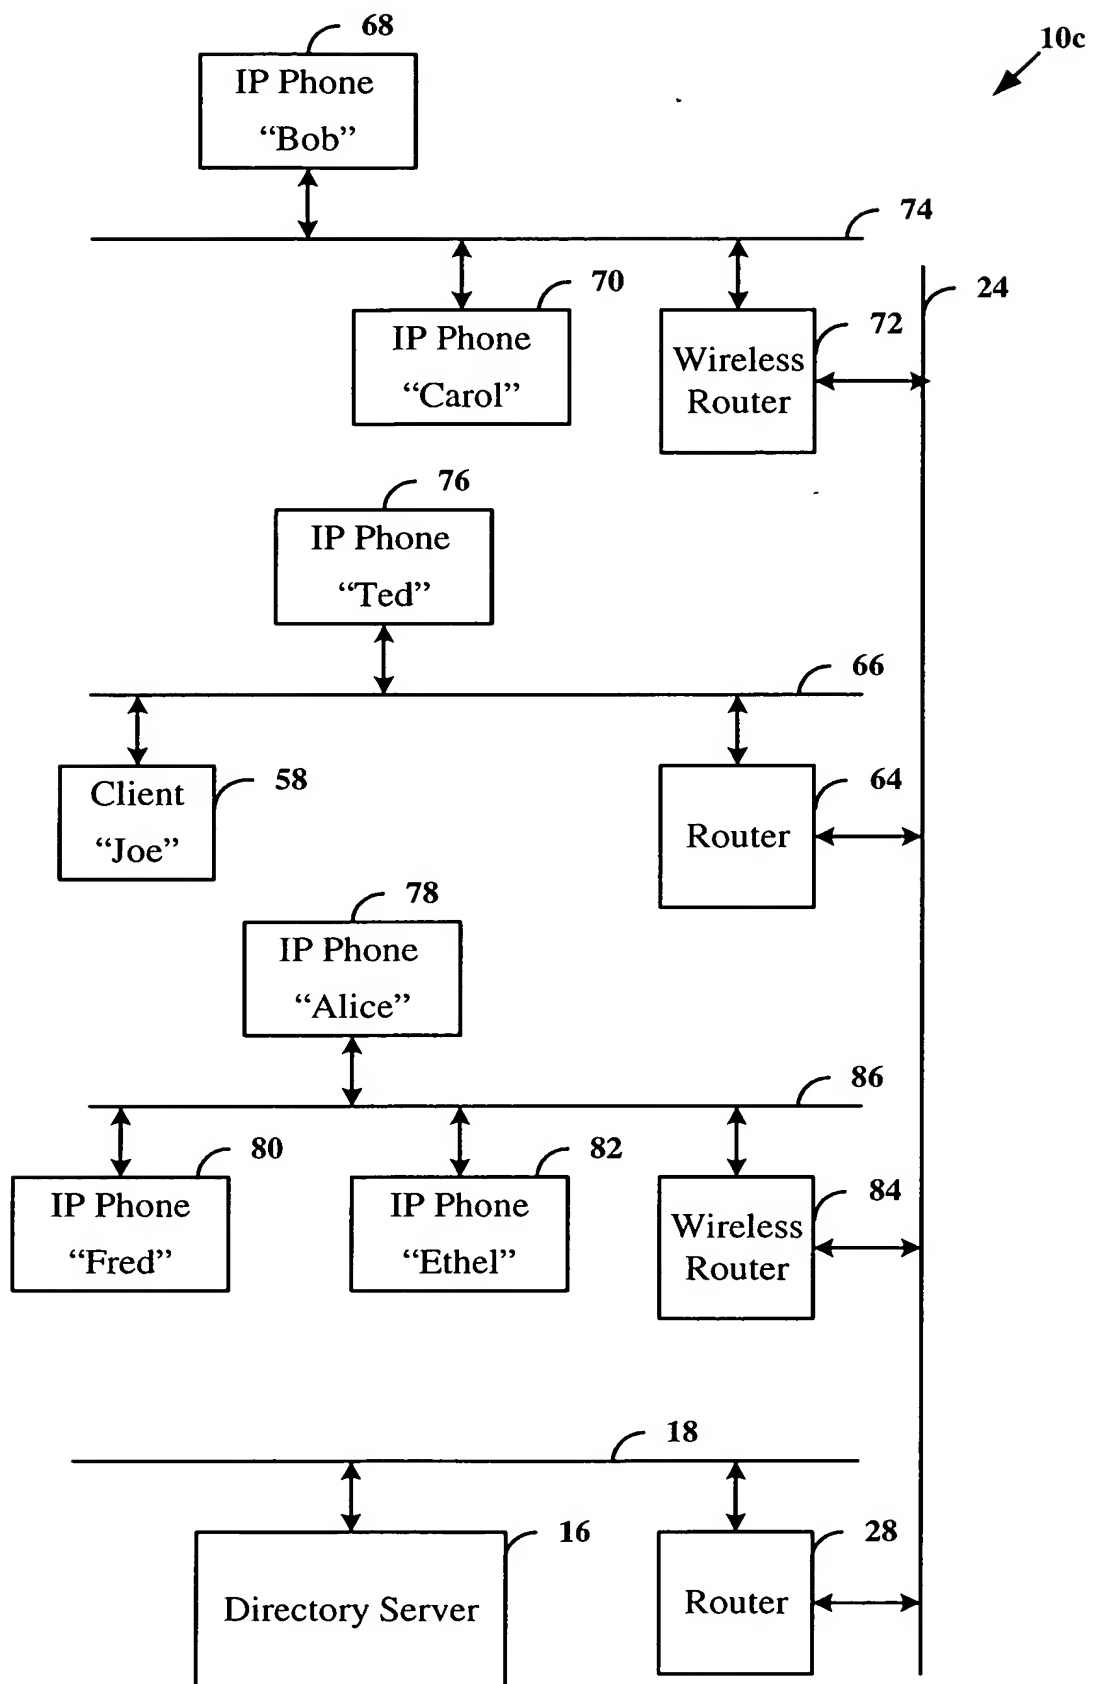 68
10c
IP Phone
“Bob”
74
70
24
72
IP Phone
“Carol”
Wireless
Router
76
IP Phone
“Ted”
66
58
64
Client
“Joe”
Router
78
IP Phone
“Alice”
86
80
82
84
IP Phone
“Fred”
IP Phone
“Ethel”
Wireless
Router
18
16
28
Directory Server
Router